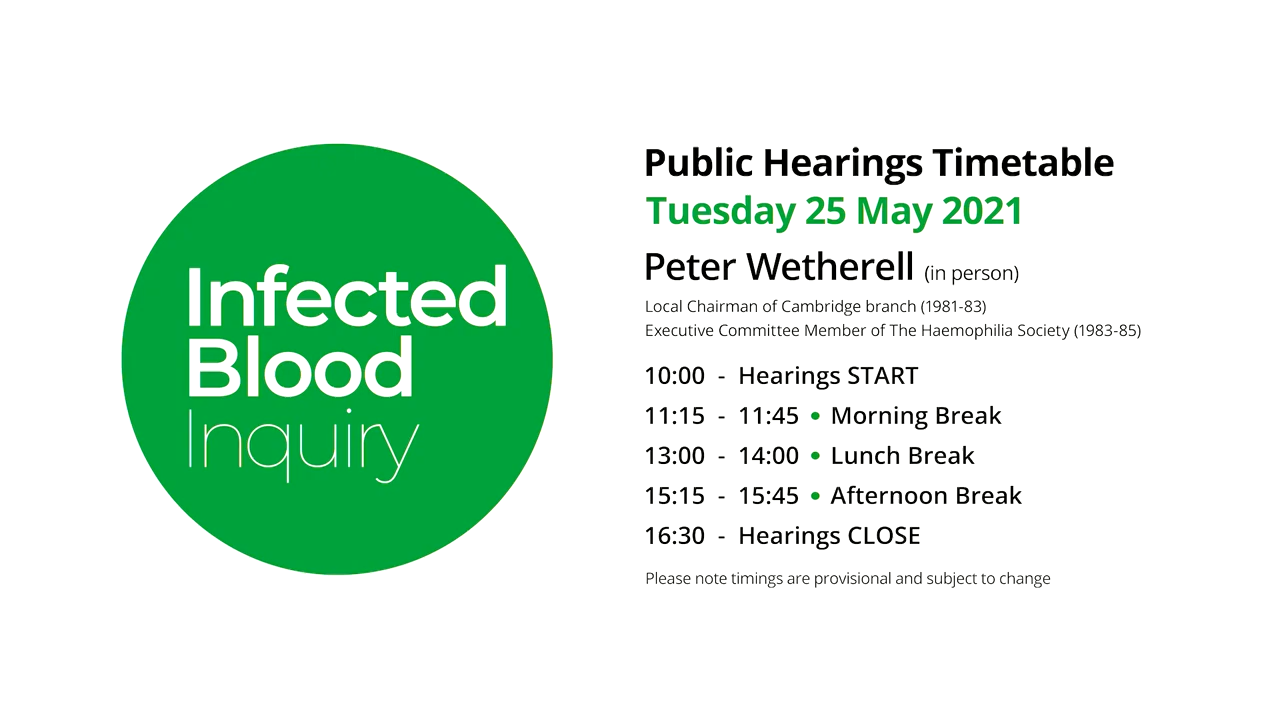 Infected
Blood
Inquiry
Public Hearings Timetable
Tuesday 25 May 2021
Peter Wetherell (in person)
Local Chairman of Cambridge branch (1981-83)
Executive Committee Member of The Haemophilia Society (1983-85)
10:00 - Hearings START
11:15 - 11:45 • Morning Break
13:00 - 14:00 • Lunch Break
15:15 - 15:45 • Afternoon Break
16:30 - Hearings CLOSE
Please note timings are provisional and subject to change